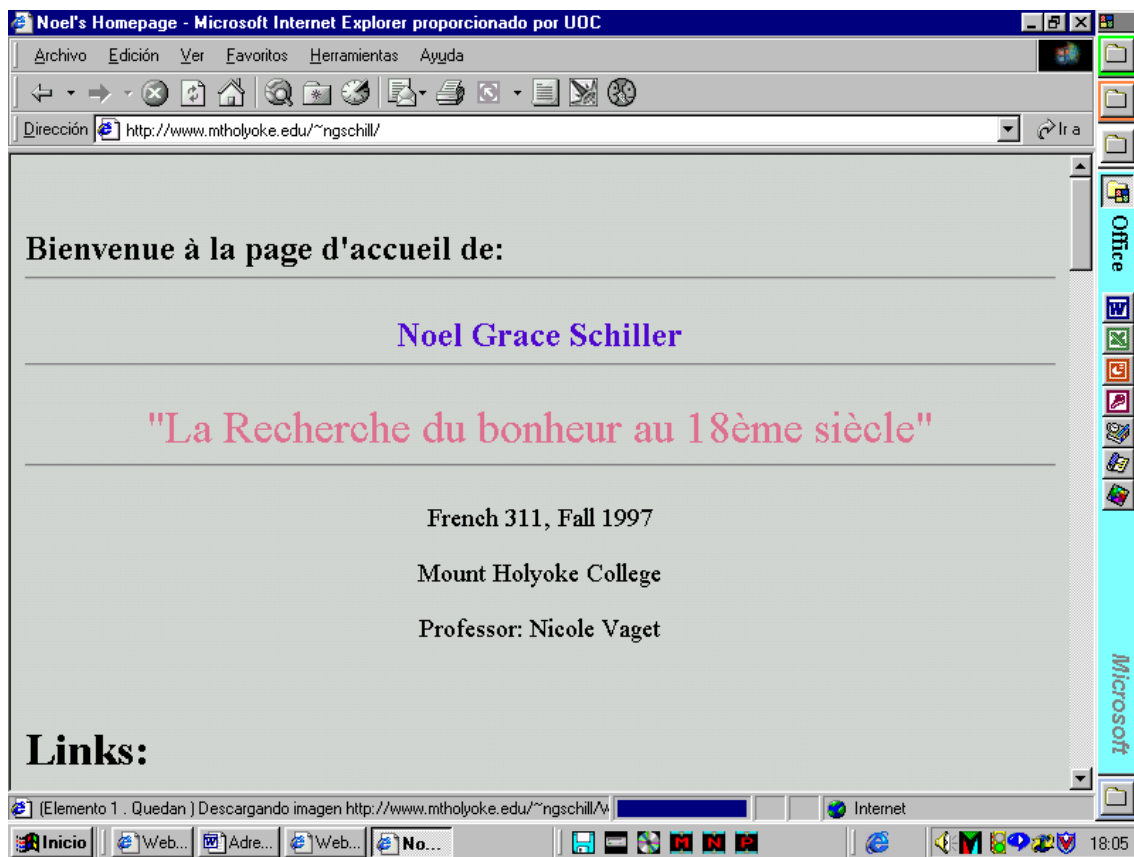 Noel's Homepage - Microsoft Internet Explorer proporcionado por UOC
Archivo Edición Ver Favoritos Herramientas Ayuda
Dirección http://www.mtholyoke.edu/~ngschill/ Ir a
Bienvenue à la page d'accueil de:
Noel Grace Schiller
"La Recherche du bonheur au 18ème siècle"
French 311, Fall 1997
Mount Holyoke College
Professor: Nicole Vaget
Links:
Office
Microsoft
(Elemento 1 . Quedan ) Descargando imagen http://www.mtholyoke.edu/~ngschill/ Internet
Inicio Web... Adre... Web... No... M N P 18:05